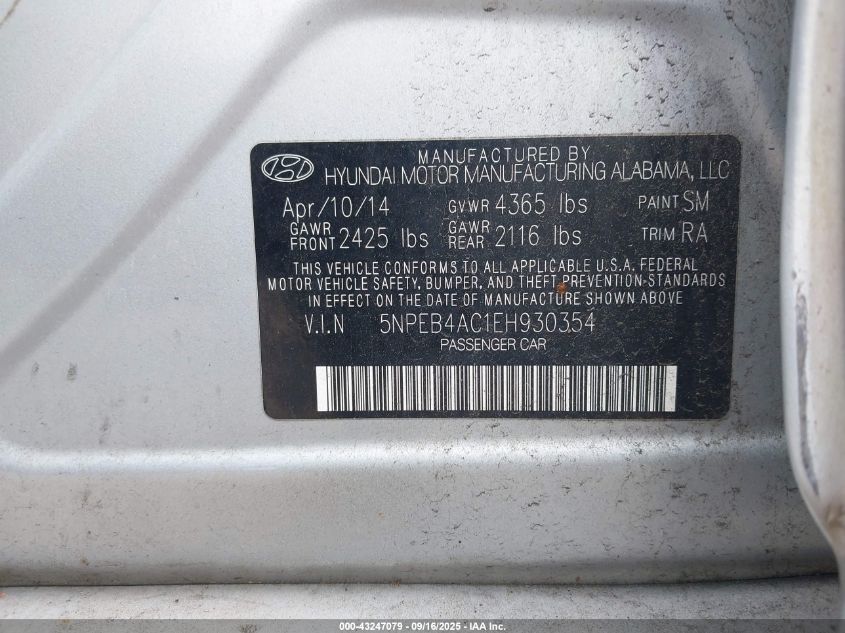 MANUFACTURED BY
HYUNDAI MOTOR MANUFACTURING ALABAMA, LLC
Apr/10/14 GVWR 4365 lbs PAINT SM
GAWR FRONT 2425 lbs GAWR REAR 2116 lbs TRIM RA
THIS VEHICLE CONFORMS TO ALL APPLICABLE U.S.A. FEDERAL
MOTOR VEHICLE SAFETY, BUMPER, AND THEFT PREVENTION STANDARDS
IN EFFECT ON THE DATE OF MANUFACTURE SHOWN ABOVE
V.I.N 5NPEB4AC1EH930354
PASSENGER CAR
000-43247079 - 09/16/2025 - IAA Inc.